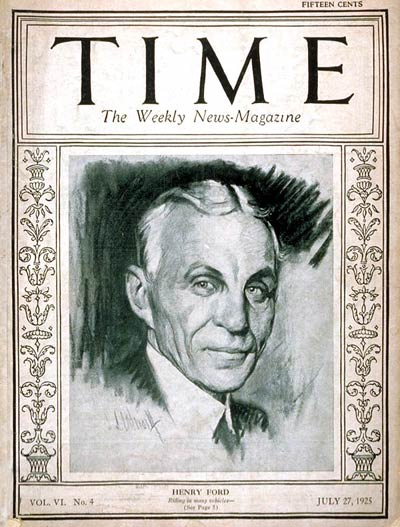 FIFTEEN CENTS
TIME
The Weekly News-Magazine
HENRY FORD
Riding in many vehicles—
(See Page 5)
VOL. VI. No. 4
JULY 27, 1925